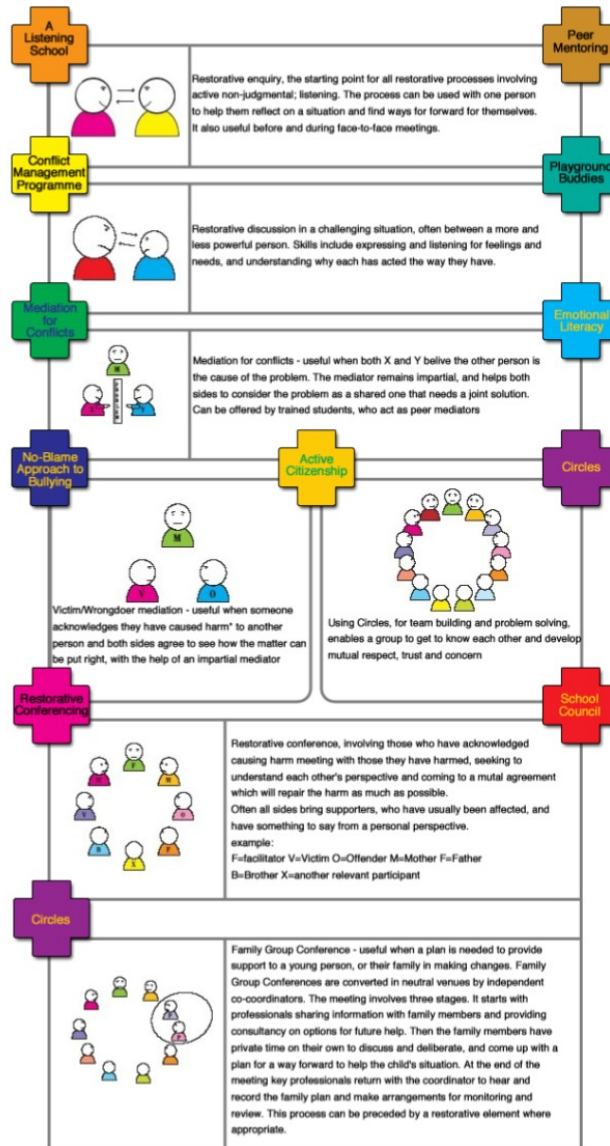 A
Listening
School
Peer
Mentoring
Restorative enquiry, the starting point for all restorative processes involving
active non-judgmental; listening. The process can be used with one person
to help them reflect on a situation and find ways for forward for themselves.
It also useful before and during face-to-face meetings.
Conflict
Management
Programme
Playground
Buddies
Restorative discussion in a challenging situation, often between a more and
less powerful person. Skills include expressing and listening for feelings and
needs, and understanding why each has acted the way they have.
Mediation
for
Conflicts
Emotional
Literacy
M
Mediation for conflicts - useful when both X and Y belive the other person is
the cause of the problem. The mediator remains impartial, and helps both
sides to consider the problem as a shared one that needs a joint solution.
Can be offered by trained students, who act as peer mediators
No-Blame
Approach to
Bullying
Active
Citizenship
Circles
M
V O
Victim/Wrongdoer mediation - useful when someone
acknowledges they have caused harm* to another
person and both sides agree to see how the matter can
be put right, with the help of an impartial mediator
Using Circles, for team building and problem solving,
enables a group to get to know each other and develop
mutual respect, trust and concern
Restorative
Conferencing
School
Council
F
M
V O
B F
X
Restorative conference, involving those who have acknowledged
causing harm meeting with those they have harmed, seeking to
understand each other's perspective and coming to a mutal agreement
which will repair the harm as much as possible.
Often all sides bring supporters, who have usually been affected, and
have something to say from a personal perspective.
example:
F=facilitator V=Victim O=Offender M=Mother F=Father
B=Brother X=another relevant participant
Circles
Family Group Conference - useful when a plan is needed to provide
support to a young person, or their family in making changes. Family
Group Conferences are converted in neutral venues by independent
co-coordinators. The meeting involves three stages. It starts with
professionals sharing information with family members and providing
consultancy on options for future help. Then the family members have
private time on their own to discuss and deliberate, and come up with a
plan for a way forward to help the child's situation. At the end of the
meeting key professionals return with the coordinator to hear and
record the family plan and make arrangements for monitoring and
review. This process can be preceded by a restorative element where
appropriate.